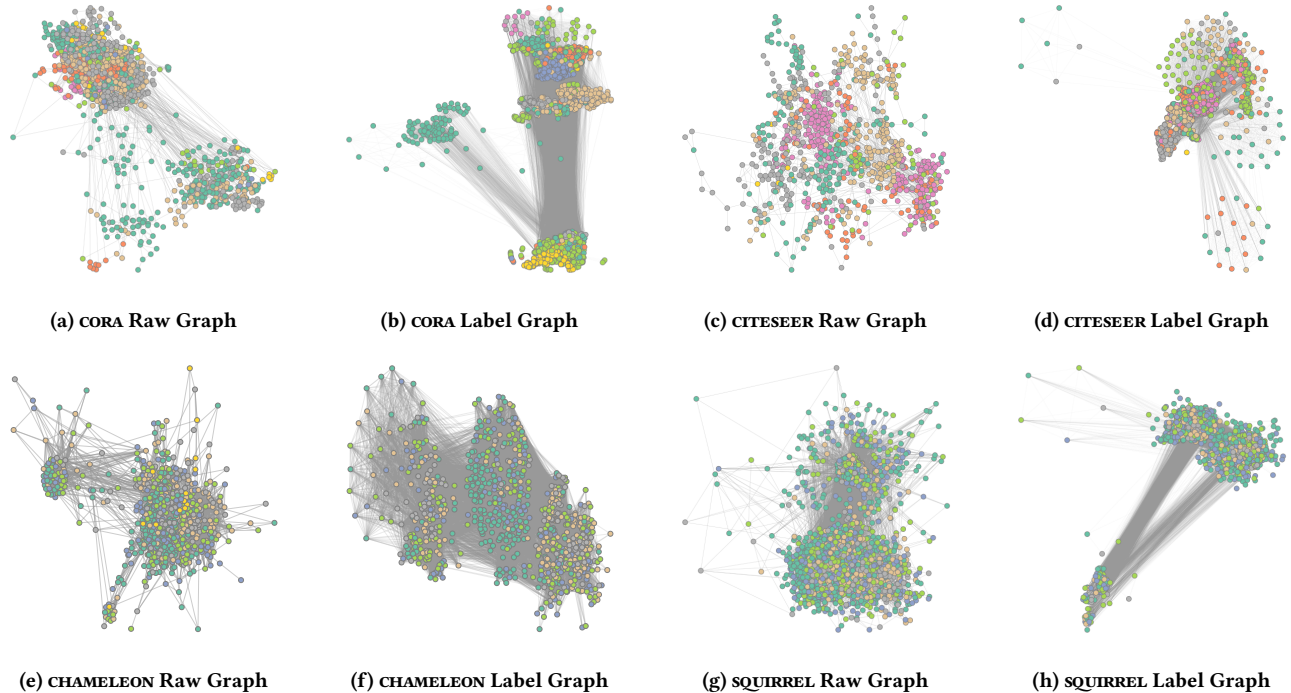 (a) CORA Raw Graph
(b) CORA Label Graph
(c) CITESEER Raw Graph
(d) CITESEER Label Graph
(e) CHAMELEON Raw Graph
(f) CHAMELEON Label Graph
(g) SQUIRREL Raw Graph
(h) SQUIRREL Label Graph